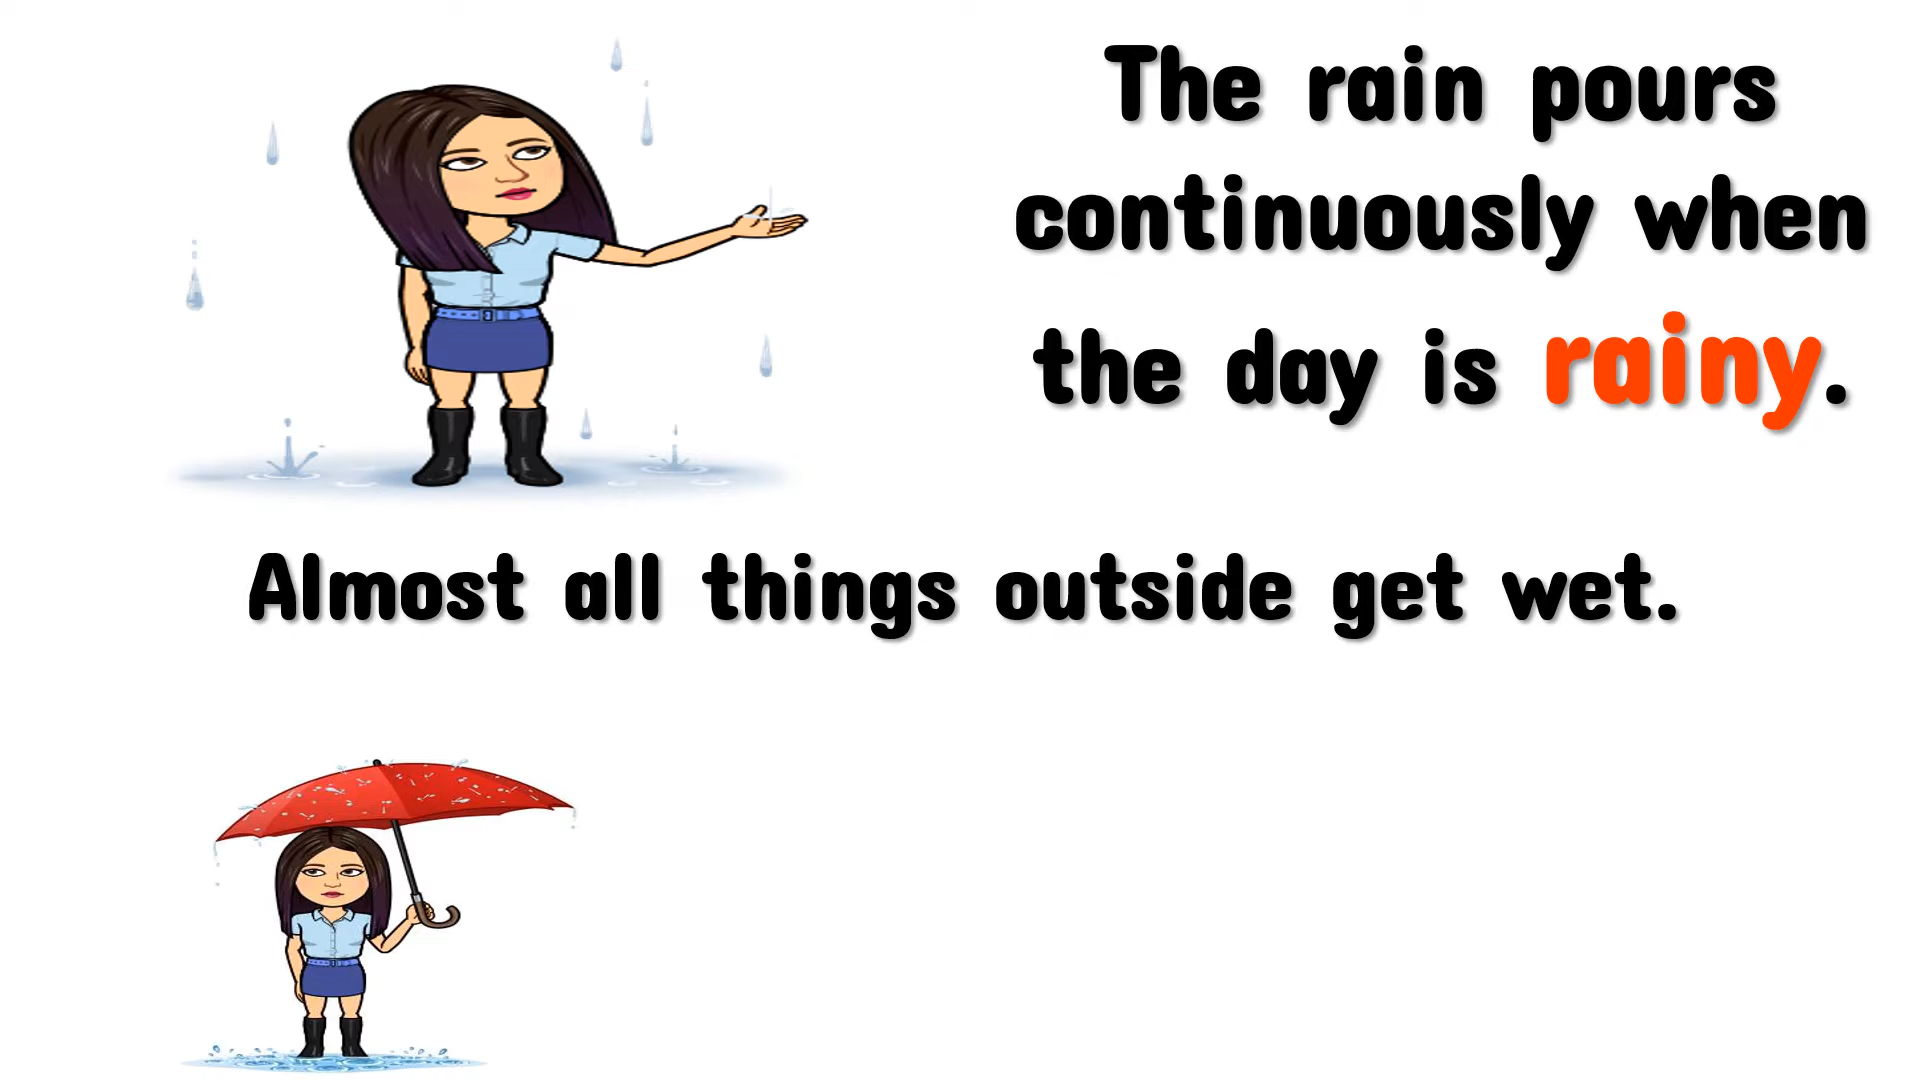 The rain pours
continuously when
the day is rainy.
Almost all things outside get wet.